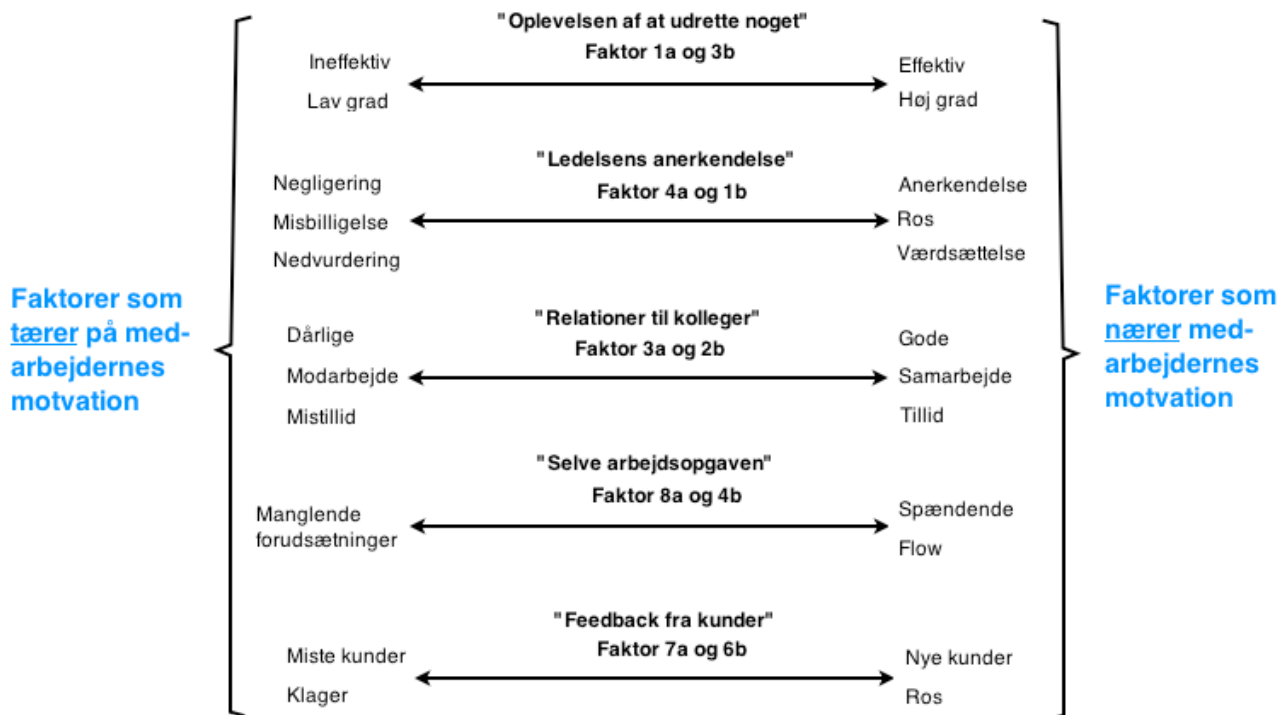 "Oplevelsen af at udrette noget"
Faktor 1a og 3b
Ineffektiv
Lav grad
Effektiv
Høj grad
"Ledelsens anerkendelse"
Faktor 4a og 1b
Negligering
Misbilligelse
Nedvurdering
Anerkendelse
Ros
Værdsættelse
Faktorer som
tærer på med-
arbejdernes
motvation
"Relationer til kolleger"
Faktor 3a og 2b
Dårlige
Modarbejde
Mistillid
Gode
Samarbejde
Tillid
Faktorer som
nærer med-
arbejdernes
motvation
"Selve arbejdsopgaven"
Faktor 8a og 4b
Manglende
forudsætninger
Spændende
Flow
"Feedback fra kunder"
Faktor 7a og 6b
Miste kunder
Klager
Nye kunder
Ros